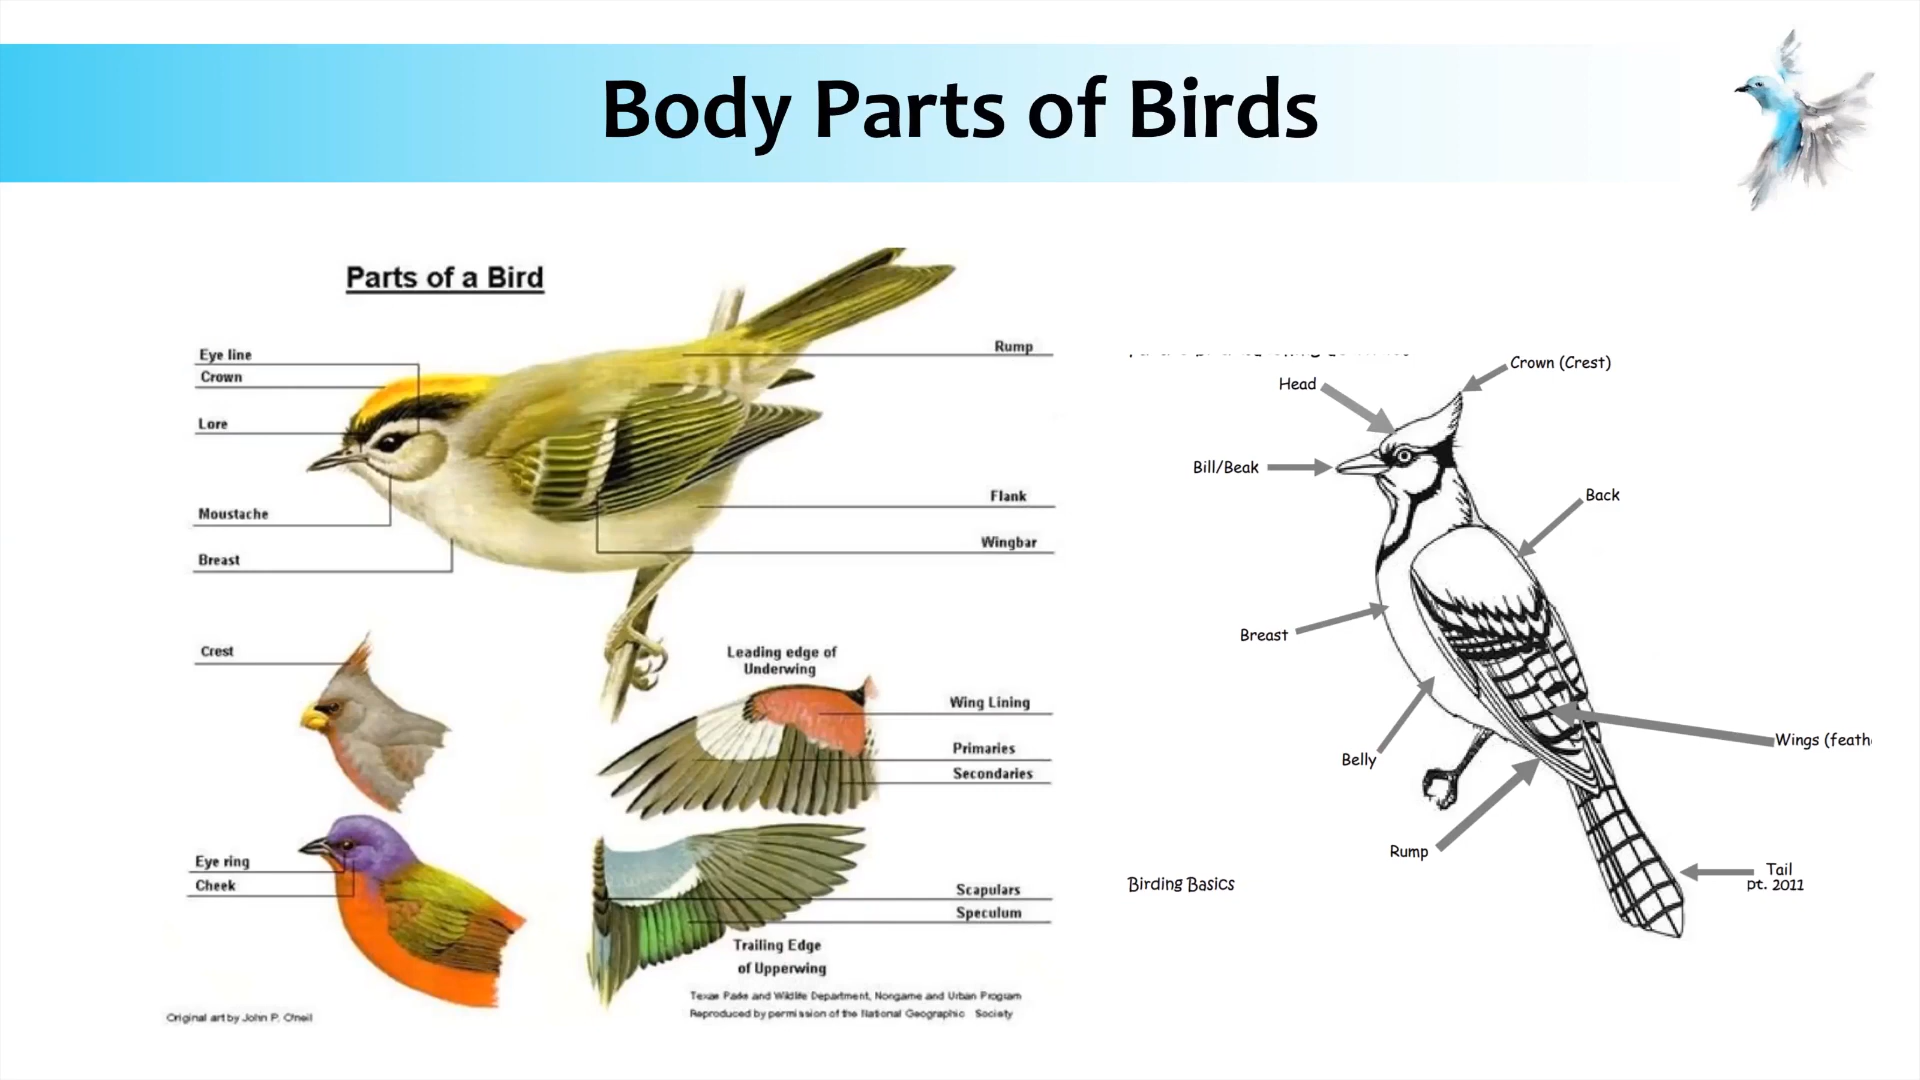 Body Parts of Birds
Parts of a Bird
Eye line
Crown
Lore
Moustache
Breast
Rump
Flank
Wingbar
Crest
Eye ring
Cheek
Leading edge of
Underwing
Wing Lining
Primaries
Secondaries
Scapulars
Speculum
Trailing Edge
of Upperwing
Texas Parks and Wildlife Department, Nongame and Urban Program
Reproduced by permission of the National Geographic Society
Original art by John P. O'neil
Crown (Crest)
Head
Bill/Beak
Back
Breast
Belly
Wings (feath
Rump
Tail
pt. 2011
Birding Basics